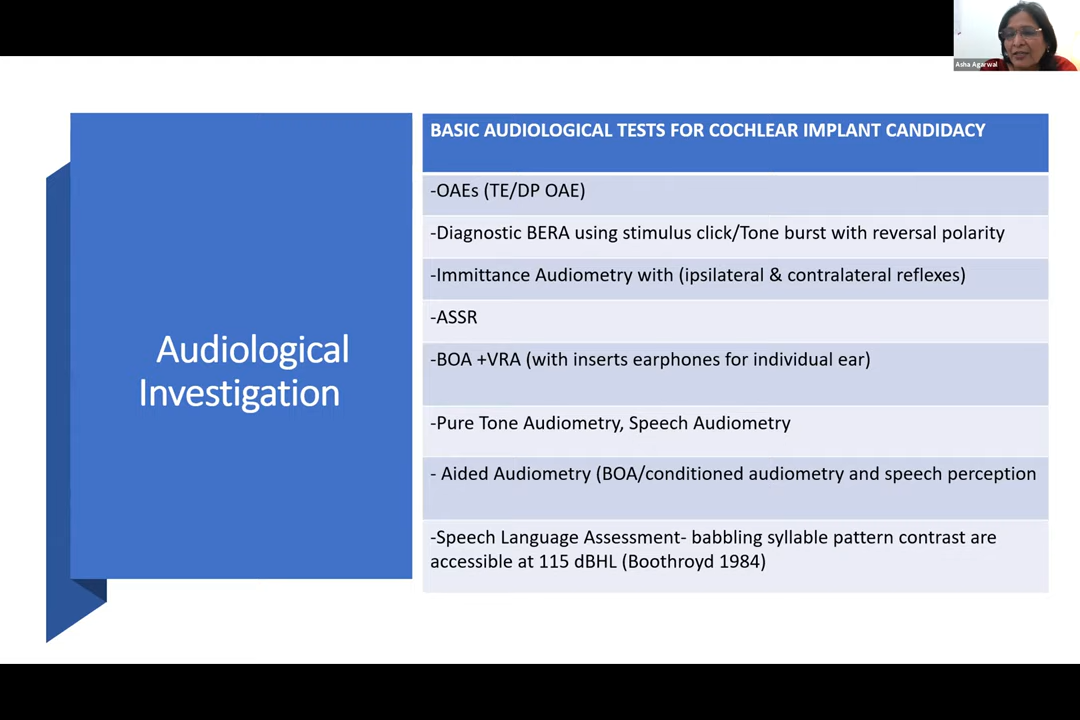 Asha Agarwal
Audiological
Investigation
BASIC AUDIOLOGICAL TESTS FOR COCHLEAR IMPLANT CANDIDACY
-OAEs (TE/DP OAE)
-Diagnostic BERA using stimulus click/Tone burst with reversal polarity
-Immittance Audiometry with (ipsilateral & contralateral reflexes)
-ASSR
-BOA +VRA (with inserts earphones for individual ear)
-Pure Tone Audiometry, Speech Audiometry
- Aided Audiometry (BOA/conditioned audiometry and speech perception
-Speech Language Assessment- babbling syllable pattern contrast are
accessible at 115 dBHL (Boothroyd 1984)